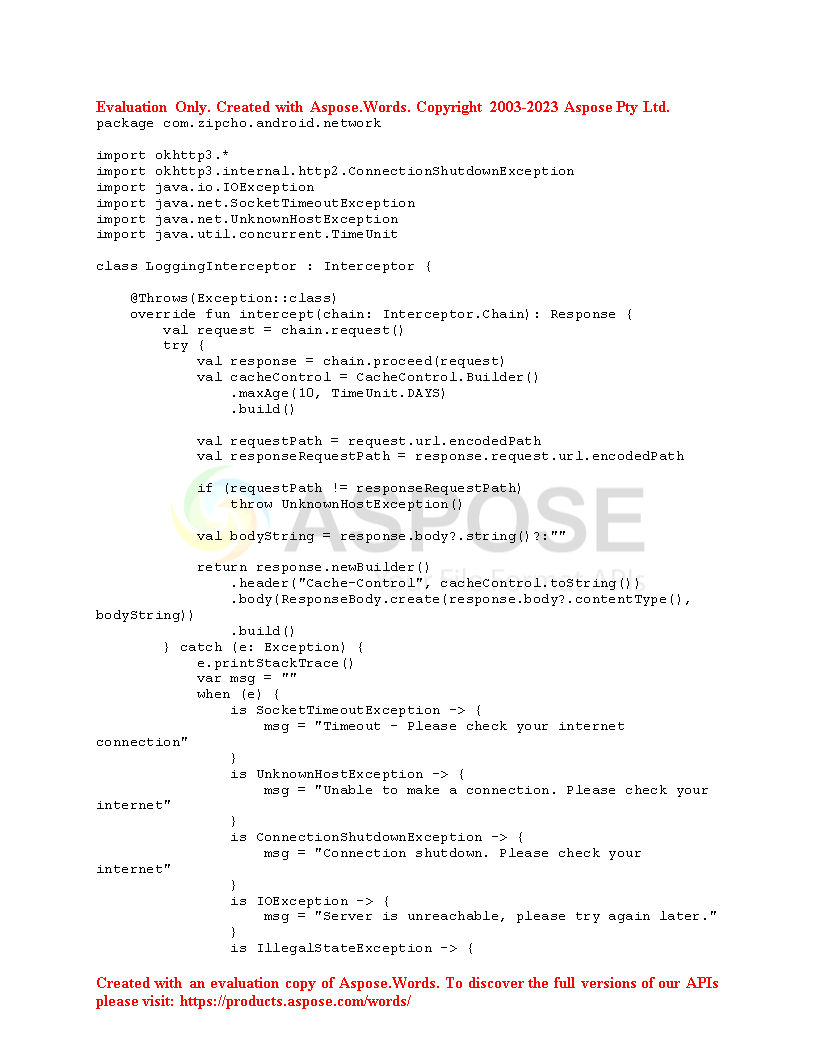 Evaluation Only. Created with Aspose.Words. Copyright 2003-2023 Aspose Pty Ltd.
package com.zipcho.android.network

import okhttp3.*
import okhttp3.internal.http2.ConnectionShutdownException
import java.io.IOException
import java.net.SocketTimeoutException
import java.net.UnknownHostException
import java.util.concurrent.TimeUnit

class LoggingInterceptor : Interceptor {

    @Throws(Exception::class)
    override fun intercept(chain: Interceptor.Chain): Response {
        val request = chain.request()
        try {
            val response = chain.proceed(request)
            val cacheControl = CacheControl.Builder()
                .maxAge(10, TimeUnit.DAYS)
                .build()

            val requestPath = request.url.encodedPath
            val responseRequestPath = response.request.url.encodedPath

            if (requestPath != responseRequestPath)
                throw UnknownHostException()

            val bodyString = response.body?.string()?:""

            return response.newBuilder()
                .header("Cache-Control", cacheControl.toString())
                .body(ResponseBody.create(response.body?.contentType(),
bodyString))
                .build()
        } catch (e: Exception) {
            e.printStackTrace()
            var msg = ""
            when (e) {
                is SocketTimeoutException -> {
                    msg = "Timeout - Please check your internet
connection"
                }
                is UnknownHostException -> {
                    msg = "Unable to make a connection. Please check your
internet"
                }
                is ConnectionShutdownException -> {
                    msg = "Connection shutdown. Please check your
internet"
                }
                is IOException -> {
                    msg = "Server is unreachable, please try again later."
                }
                is IllegalStateException -> {
ASPOSE
Your File Format APIs
Created with an evaluation copy of Aspose.Words. To discover the full versions of our APIs
please visit: https://products.aspose.com/words/